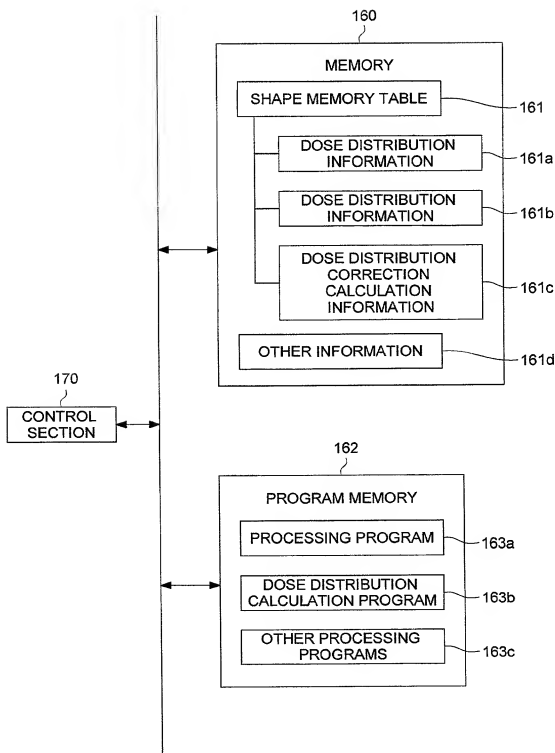 160
MEMORY
SHAPE MEMORY TABLE
161
DOSE DISTRIBUTION
INFORMATION
161a
DOSE DISTRIBUTION
INFORMATION
161b
DOSE DISTRIBUTION
CORRECTION
CALCULATION
INFORMATION
161c
OTHER INFORMATION
161d
170
CONTROL
SECTION
162
PROGRAM MEMORY
PROCESSING PROGRAM
163a
DOSE DISTRIBUTION
CALCULATION PROGRAM
163b
OTHER PROCESSING
PROGRAMS
163c